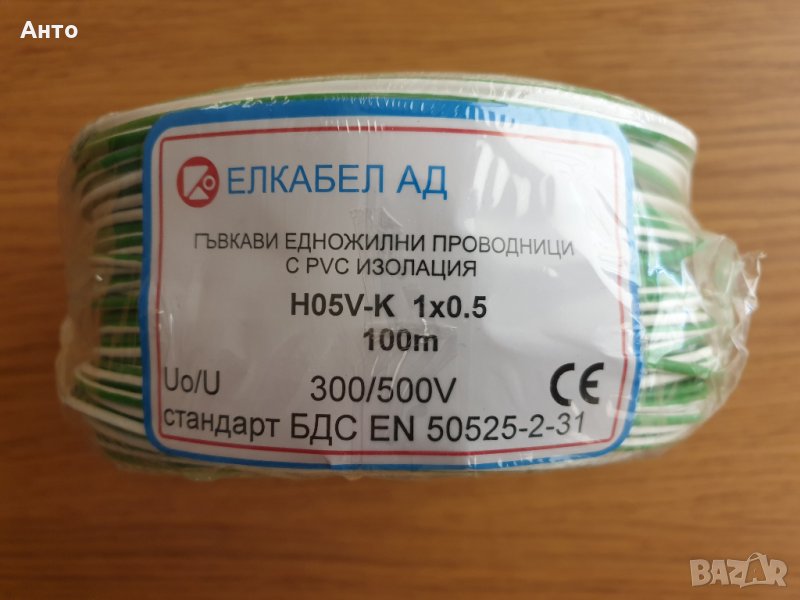 Анто
ЕЛКАБЕЛ АД
ГЪВКАВИ ЕДНОЖИЛНИ ПРОВОДНИЦИ
С PVC ИЗОЛАЦИЯ
H05V-K 1x0.5
100m
Uo/U 300/500V CE
стандарт БДС EN 50525-2-31
BAZAR